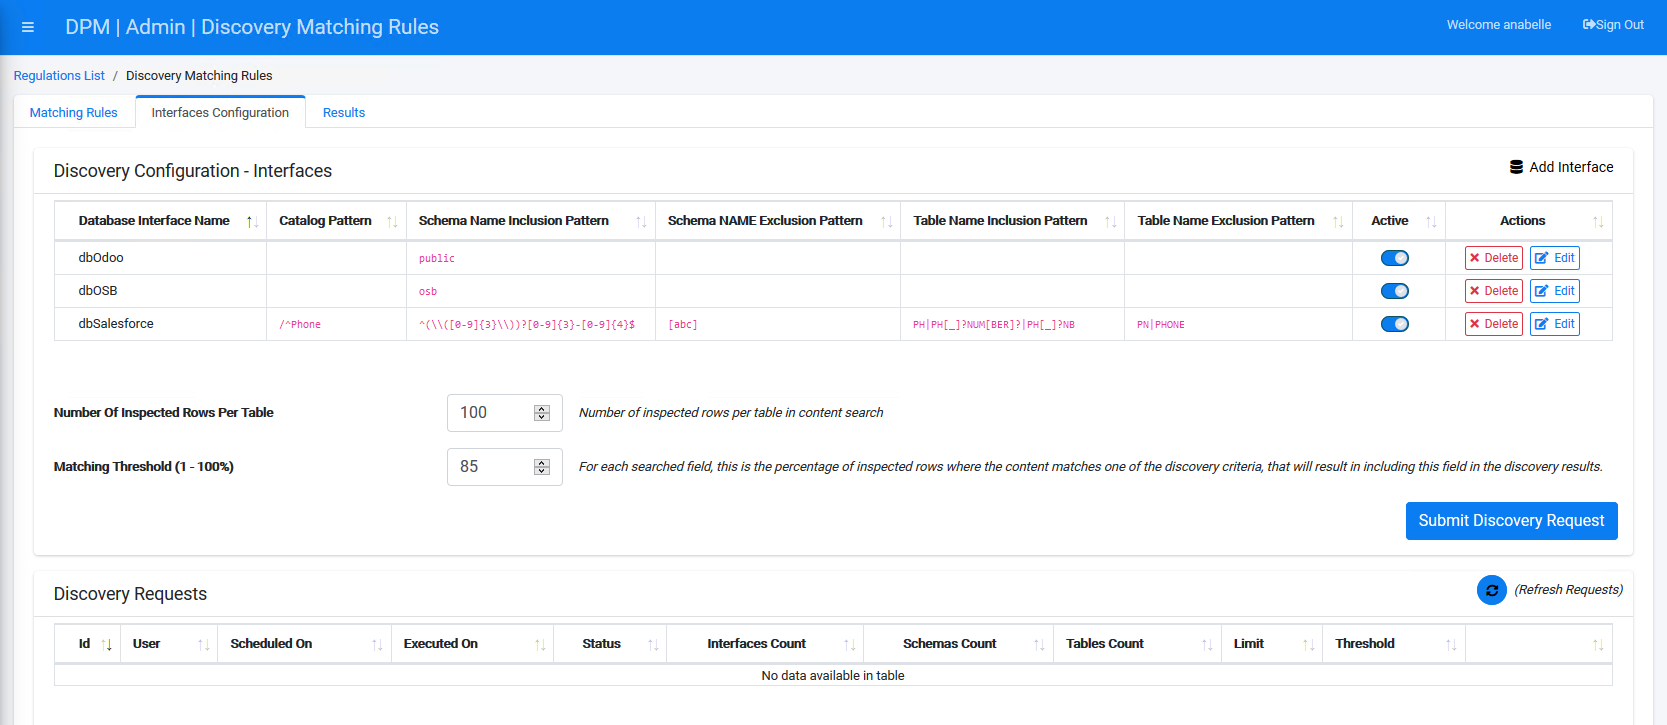 DPM | Admin | Discovery Matching Rules
Welcome anabelle
Sign Out
Regulations List / Discovery Matching Rules
Matching Rules
Interfaces Configuration
Results
Discovery Configuration - Interfaces
Add Interface
Database Interface Name Catalog Pattern Schema Name Inclusion Pattern Schema NAME Exclusion Pattern Table Name Inclusion Pattern Table Name Exclusion Pattern Active Actions
dbOdoo public Delete Edit
dbOSB osb Delete Edit
dbSalesforce /^Phone ^(\\([0-9]{3}\\))?[0-9]{3}-[0-9]{4}$ [abc] PH|PH[_]?NUM[BER]?|PH[_]?NB PN|PHONE Delete Edit
Number Of Inspected Rows Per Table 100 Number of inspected rows per table in content search
Matching Threshold (1 - 100%) 85 For each searched field, this is the percentage of inspected rows where the content matches one of the discovery criteria, that will result in including this field in the discovery results.
Submit Discovery Request
Discovery Requests
(Refresh Requests)
Id User Scheduled On Executed On Status Interfaces Count Schemas Count Tables Count Limit Threshold
No data available in table